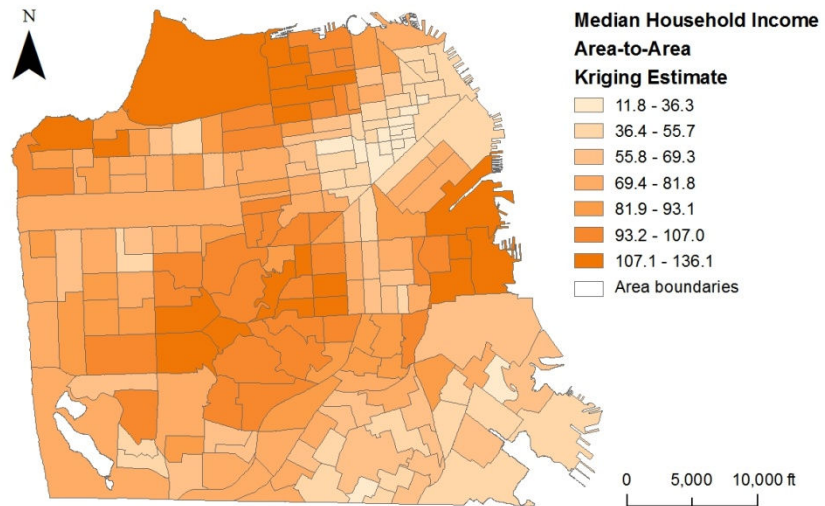 N
Median Household Income
Area-to-Area
Kriging Estimate
11.8 - 36.3
36.4 - 55.7
55.8 - 69.3
69.4 - 81.8
81.9 - 93.1
93.2 - 107.0
107.1 - 136.1
Area boundaries
0 5,000 10,000 ft